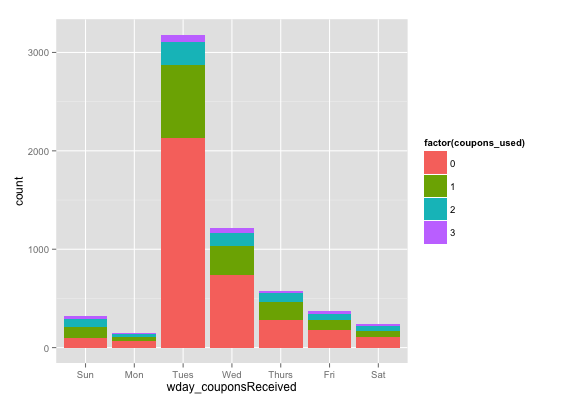 3000
2000
1000
0
count
Sun Mon Tues Wed Thurs Fri Sat
wday_couponsReceived
factor(coupons_used)
0
1
2
3